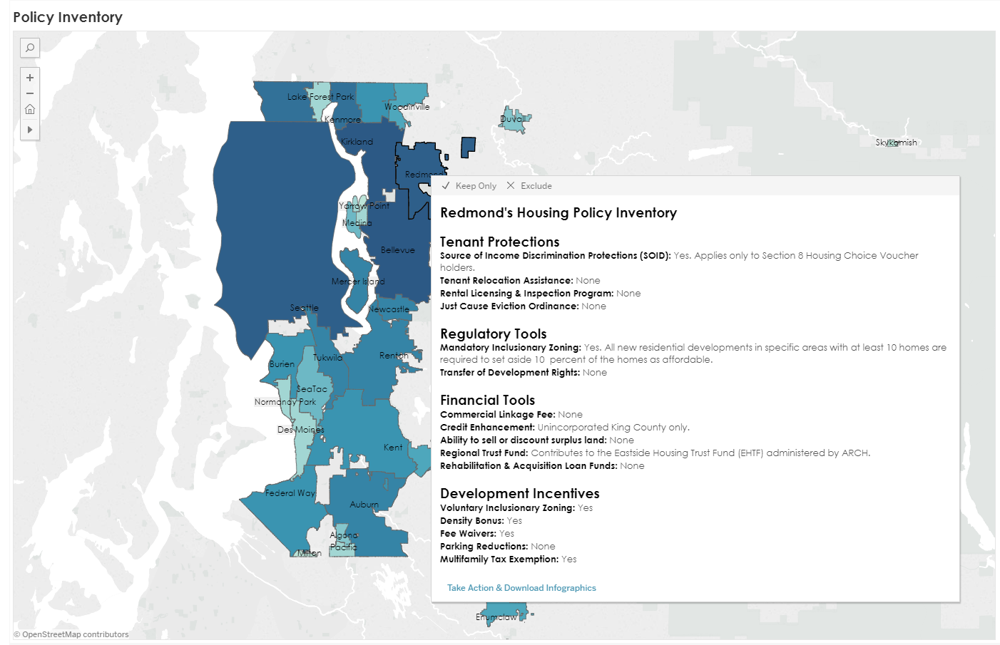 Policy Inventory
Lake Forest Park
Woodinville
Kenmore
Duvall
Kirkland
Skykomish
Redmond
Yarrow Point
Medina
Bellevue
Mercer Island
Seattle
Newcastle
Renton
Tukwila
Burien
SeaTac
Normandy Park
Des Moines
Kent
Federal Way
Auburn
Algona
Pacific
Milton
Enumclaw
Keep Only Exclude
Redmond's Housing Policy Inventory
Tenant Protections
Source of Income Discrimination Protections (SOID): Yes. Applies only to Section 8 Housing Choice Voucher
holders.
Tenant Relocation Assistance: None
Rental Licensing & Inspection Program: None
Just Cause Eviction Ordinance: None
Regulatory Tools
Mandatory Inclusionary Zoning: Yes. All new residential developments in specific areas with at least 10 homes are
required to set aside 10 percent of the homes as affordable.
Transfer of Development Rights: None
Financial Tools
Commercial Linkage Fee: None
Credit Enhancement: Unincorporated King County only.
Ability to sell or discount surplus land: None
Regional Trust Fund: Contributes to the Eastside Housing Trust Fund (EHTF) administered by ARCH.
Rehabilitation & Acquisition Loan Funds: None
Development Incentives
Voluntary Inclusionary Zoning: Yes
Density Bonus: Yes
Fee Waivers: Yes
Parking Reductions: None
Multifamily Tax Exemption: Yes
Take Action & Download Infographics
© OpenStreetMap contributors